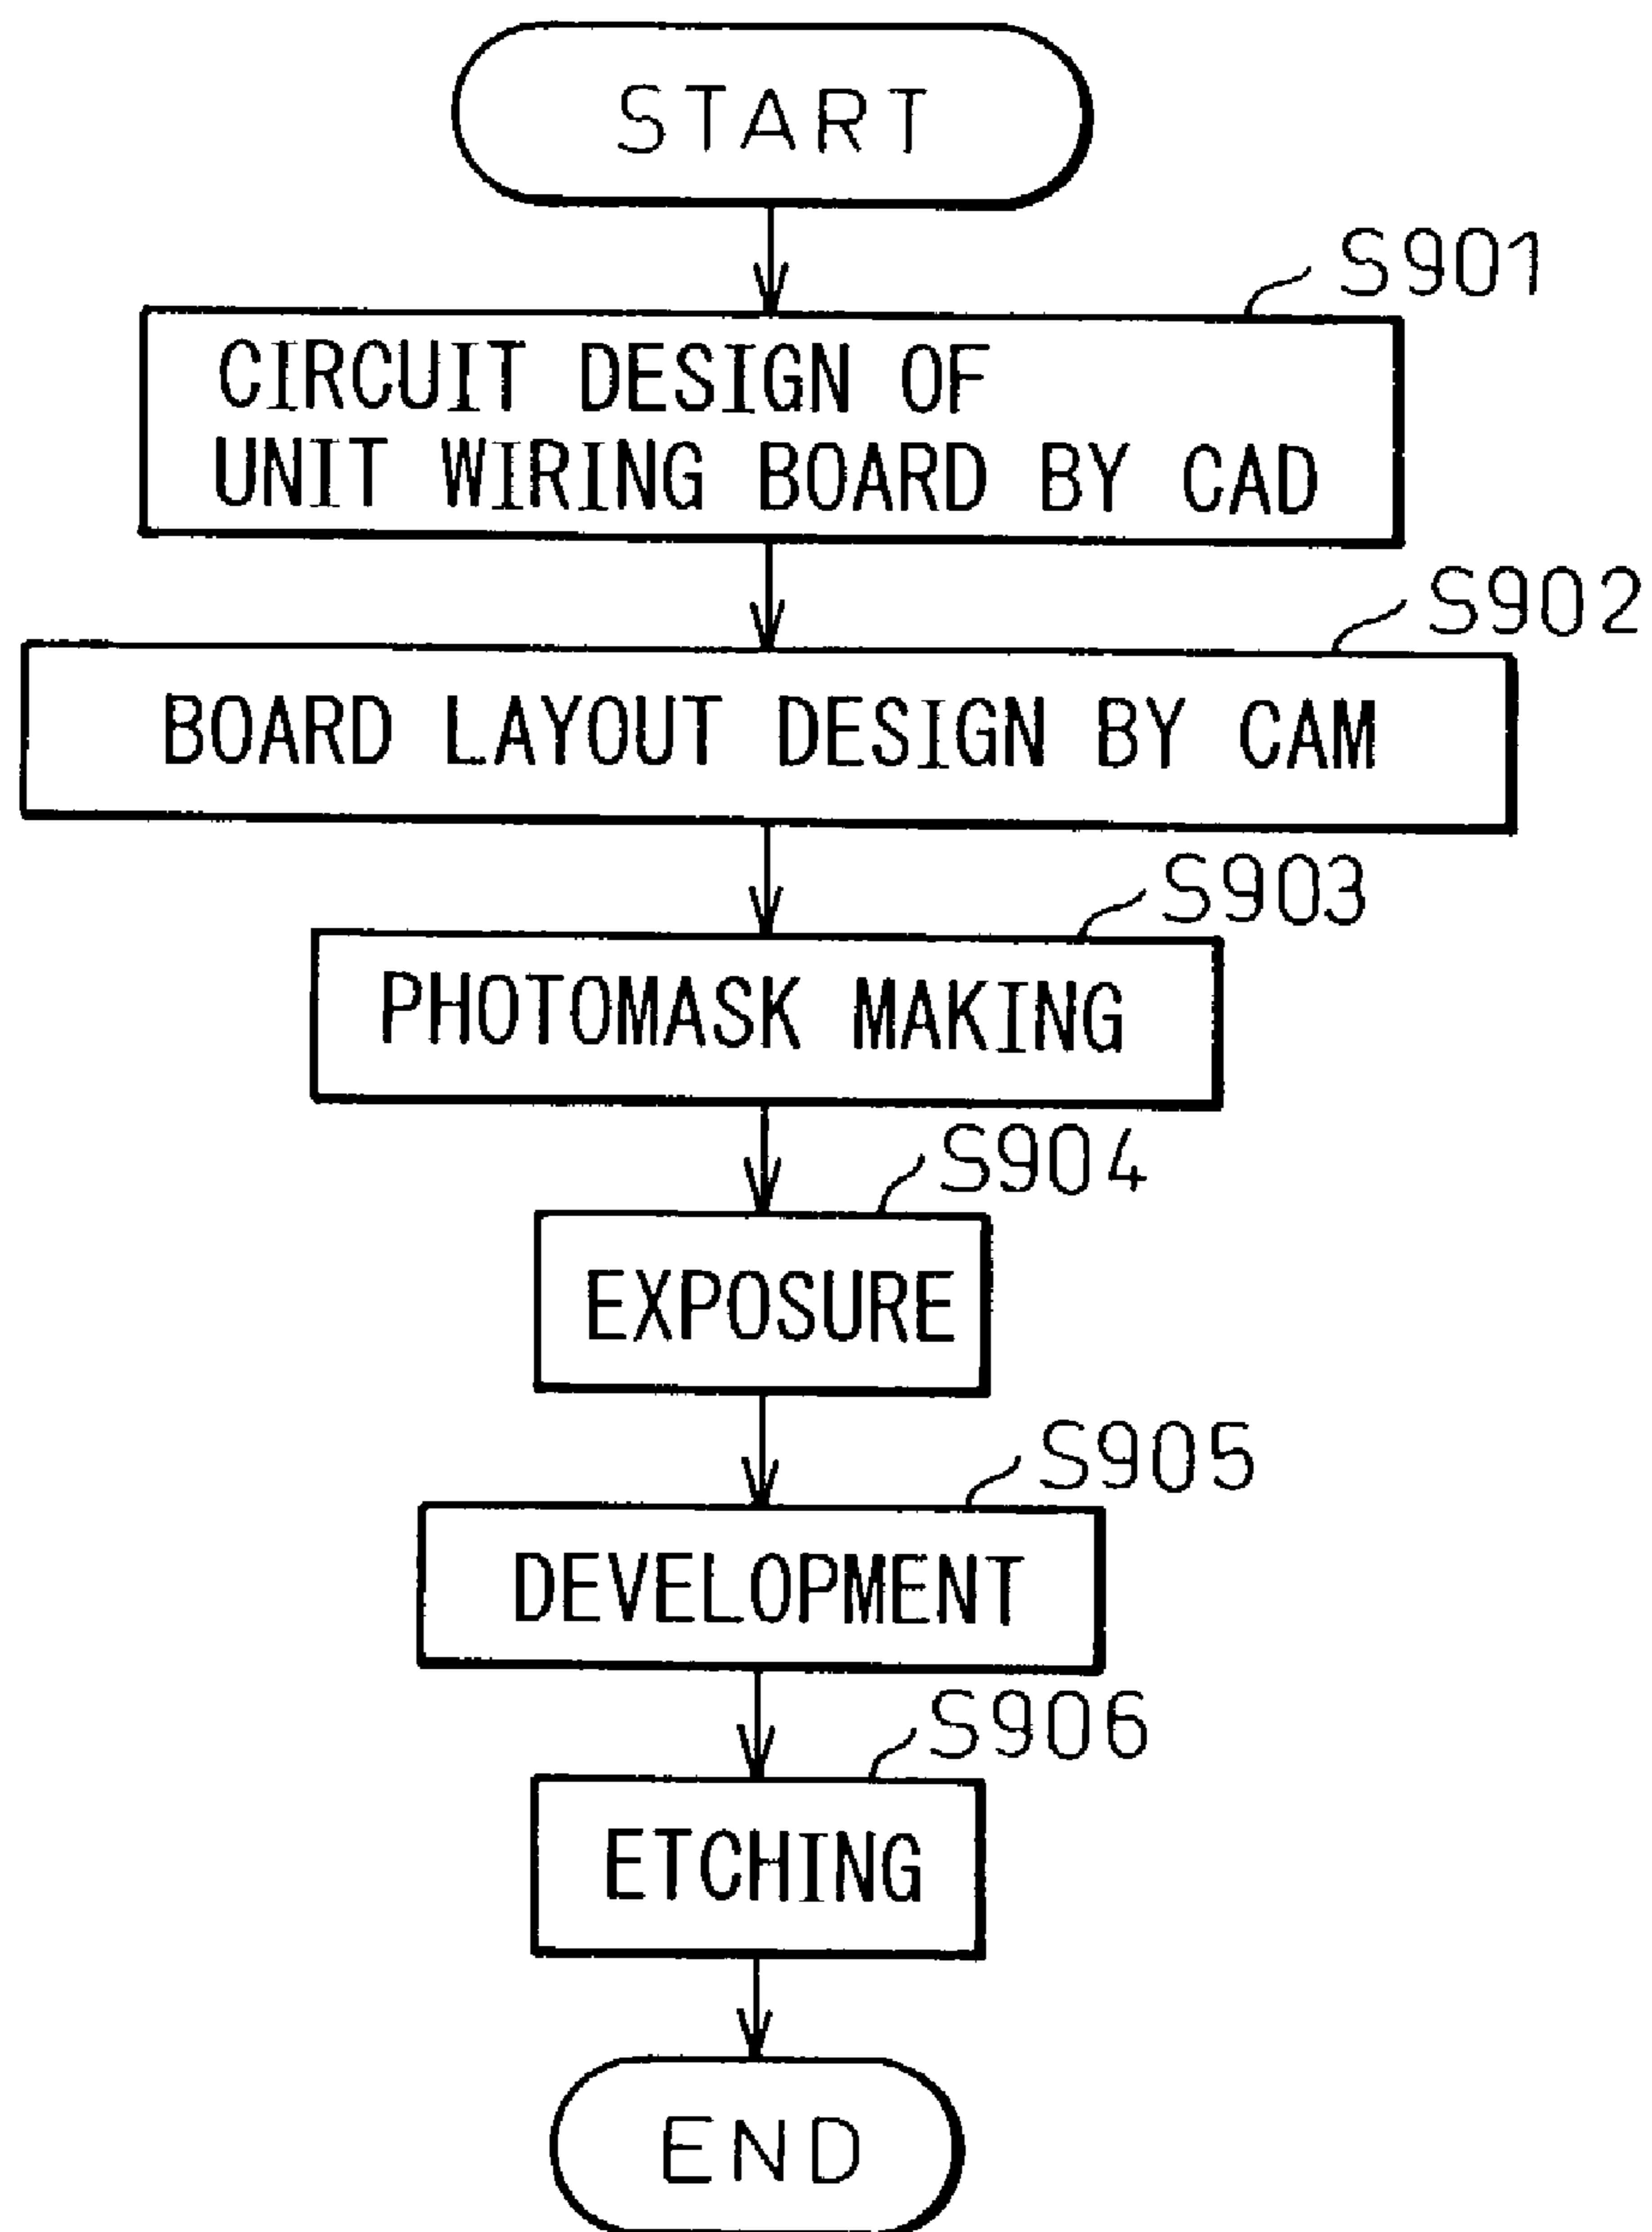 START
S901
CIRCUIT DESIGN OF
UNIT WIRING BOARD BY CAD
S902
BOARD LAYOUT DESIGN BY CAM
S903
PHOTOMASK MAKING
S904
EXPOSURE
S905
DEVELOPMENT
S906
ETCHING
END